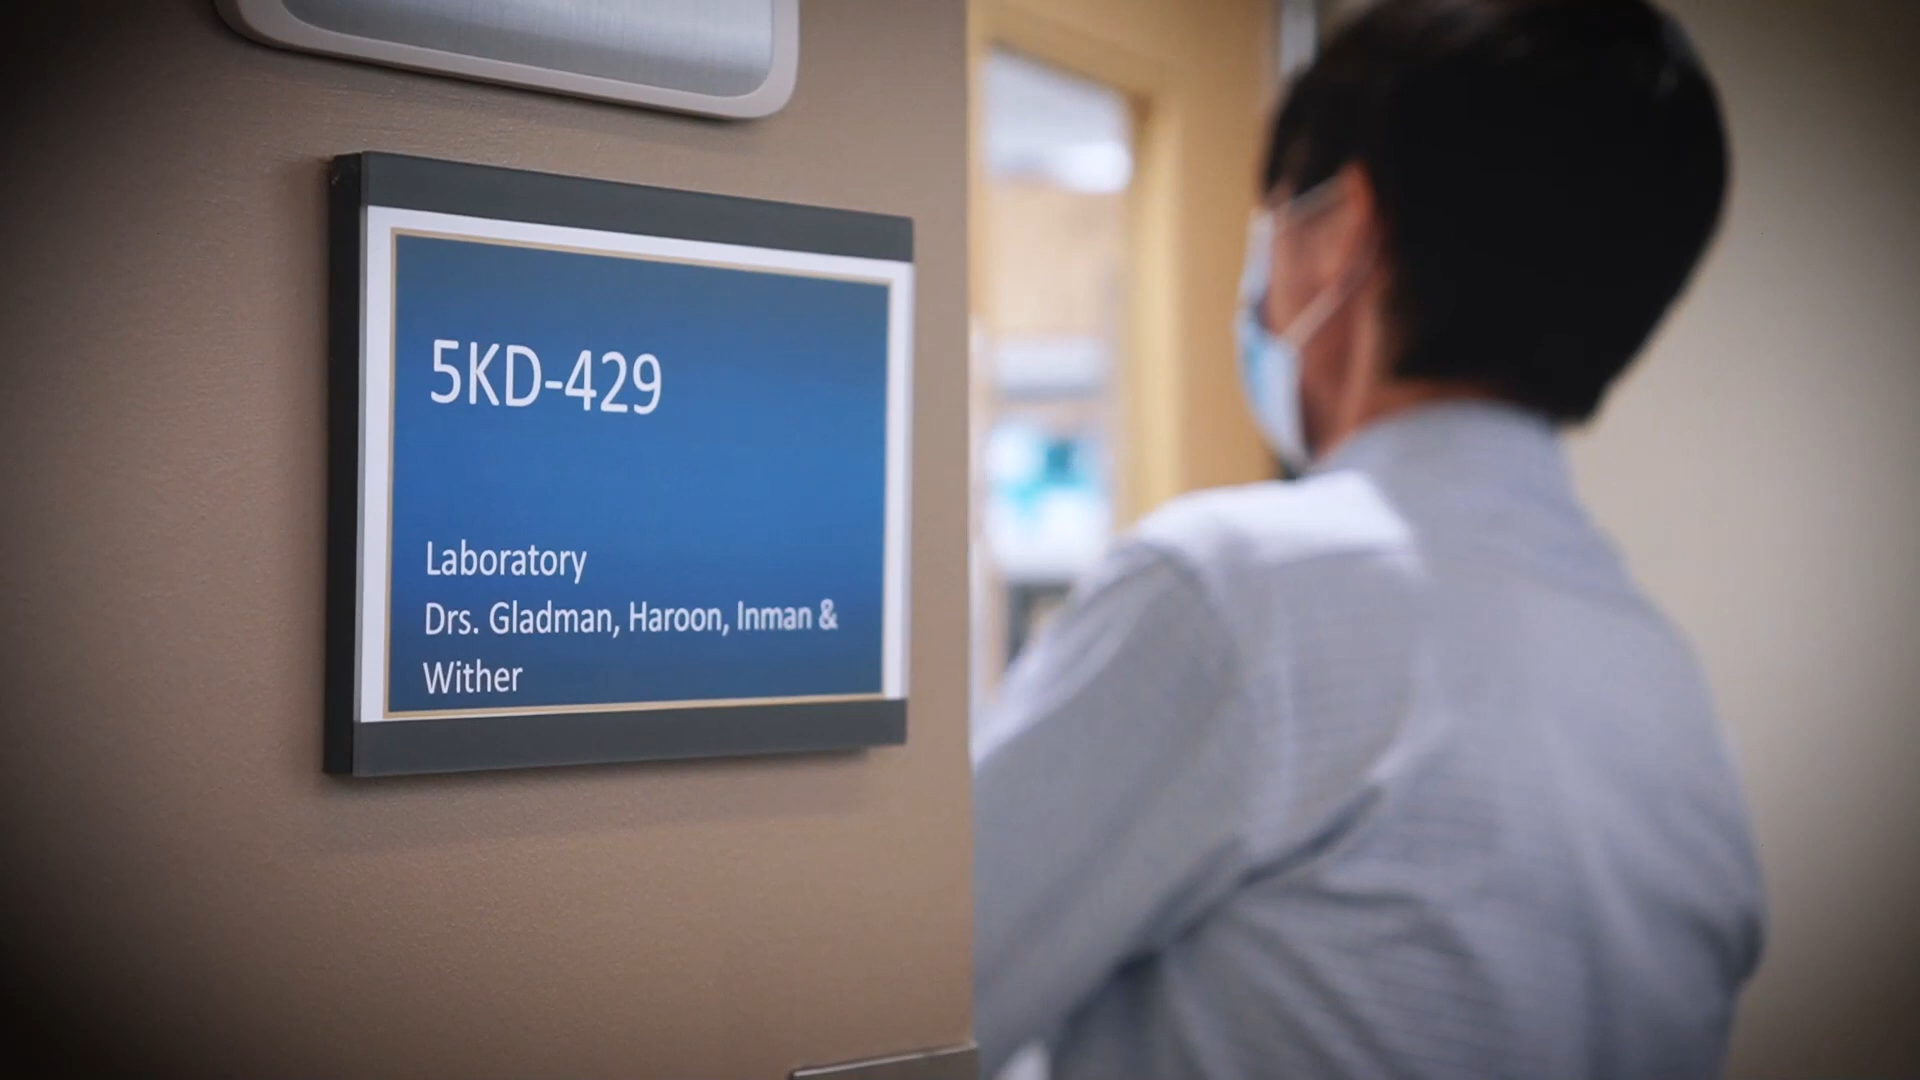 5KD-429
Laboratory
Drs. Gladman, Haroon, Inman &
Wither